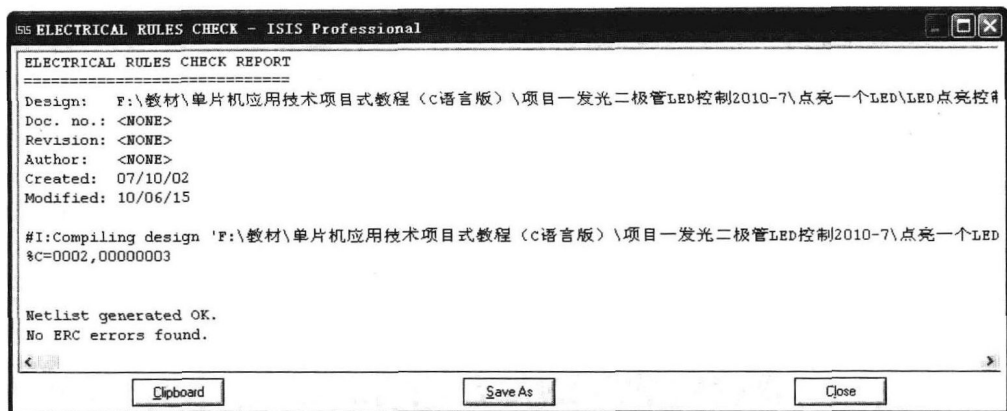 ISIS ELECTRICAL RULES CHECK - ISIS Professional
ELECTRICAL RULES CHECK REPORT
==============================
Design: F:\教材\单片机应用技术项目式教程（C语言版）\项目一发光二极管LED控制2010-7\点亮一个LED\LED点亮控制
Doc. no.: <NONE>
Revision: <NONE>
Author: <NONE>
Created: 07/10/02
Modified: 10/06/15
#I:Compiling design 'F:\教材\单片机应用技术项目式教程（C语言版）\项目一发光二极管LED控制2010-7\点亮一个LED
%C=0002,00000003
Netlist generated OK.
No ERC errors found.
Clipboard
Save As
Close